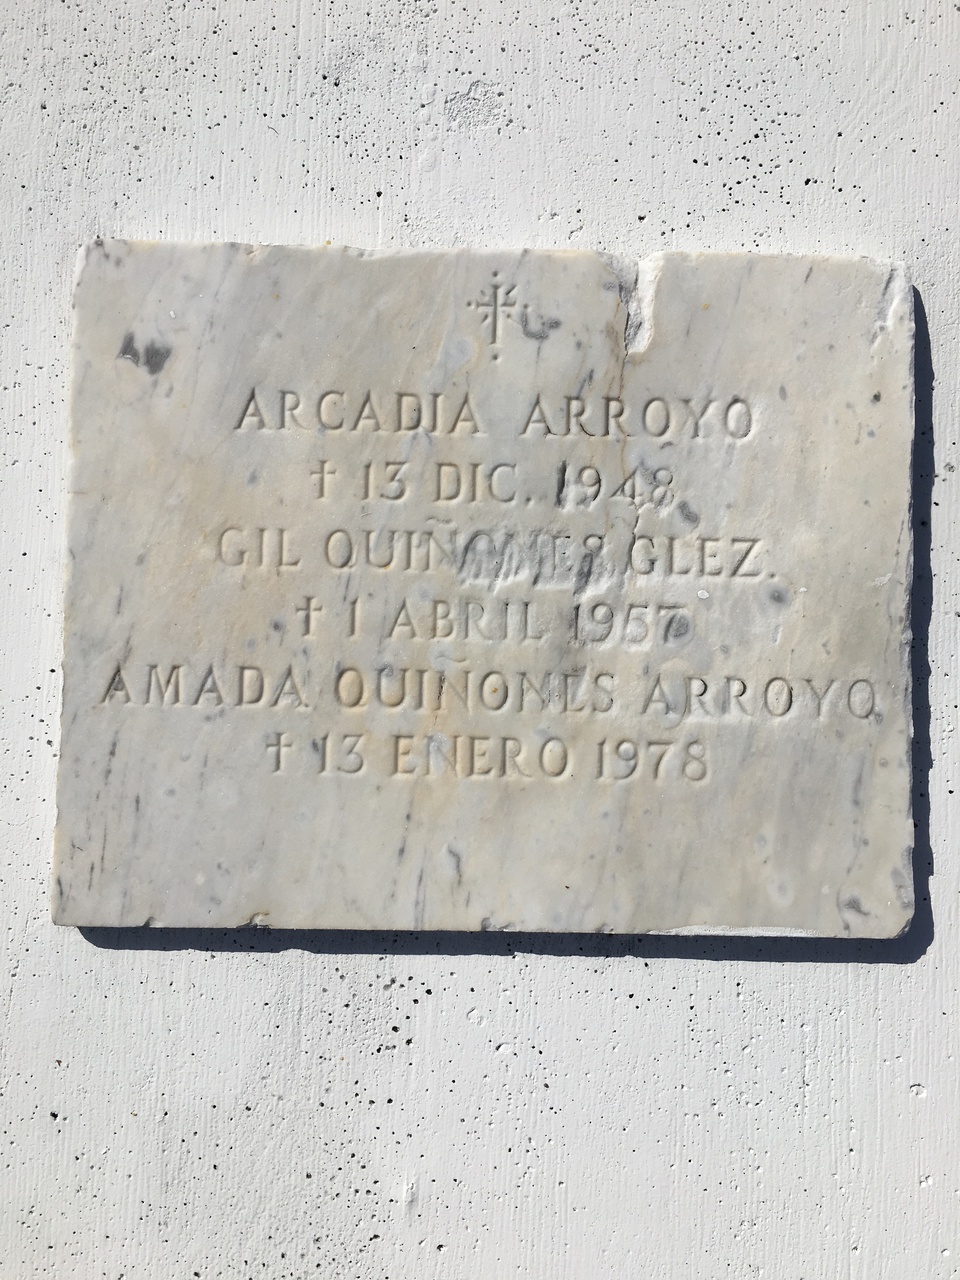 ARCADIA ARROYO
† 13 DIC. 1948
GIL QUIÑONES GLEZ.
† 1 ABRIL 1957
AMADA QUIÑONES ARROYO
† 13 ENERO 1978